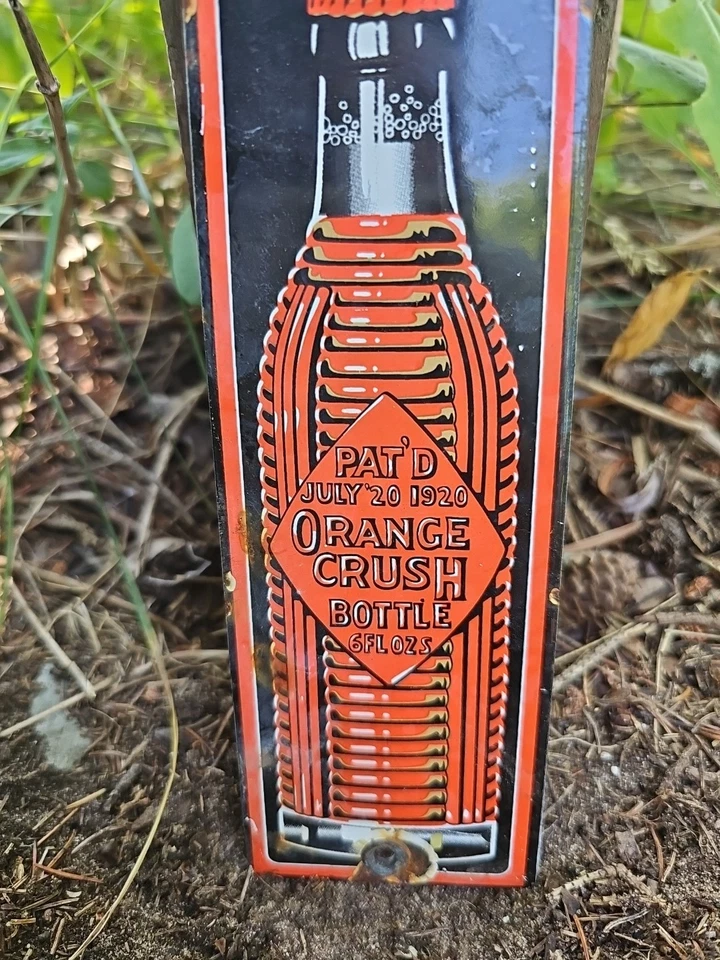 PAT'D
JULY '20 1920
ORANGE
CRUSH
BOTTLE
6FL OZS